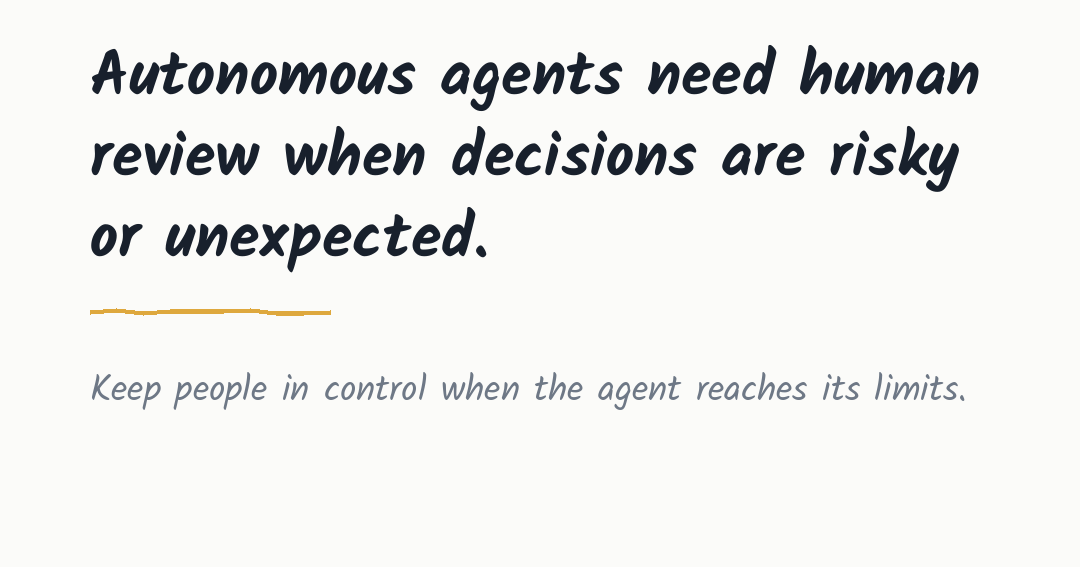 Autonomous agents need human
review when decisions are risky
or unexpected.
Keep people in control when the agent reaches its limits.